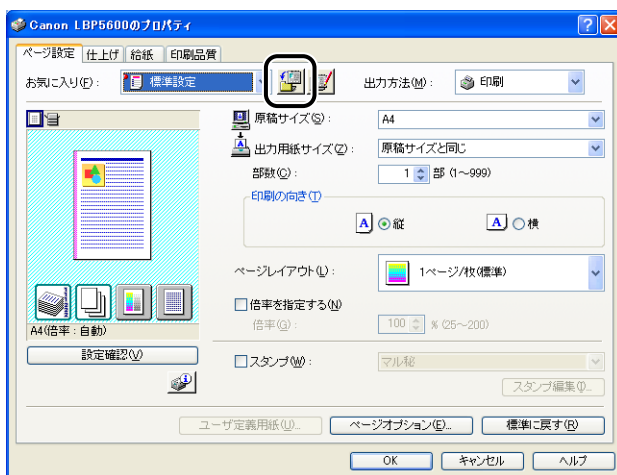 Canon LBP5600のプロパティ
ページ設定 仕上げ 給紙 印刷品質
お気に入り(F): 標準設定 出力方法(M): 印刷
原稿サイズ(S): A4
出力用紙サイズ(Z): 原稿サイズと同じ
部数(C): 1 部 (1～999)
印刷の向き(T)
A 縦 A 横
ページレイアウト(L): 1ページ/枚(標準)
倍率を指定する(N)
倍率(G): 100 % (25～200)
A4(倍率:自動)
設定確認(V)
スタンプ(W): マル秘
スタンプ編集(I)...
ユーザ定義用紙(U)... ページオプション(E)... 標準に戻す(R)
OK キャンセル ヘルプ